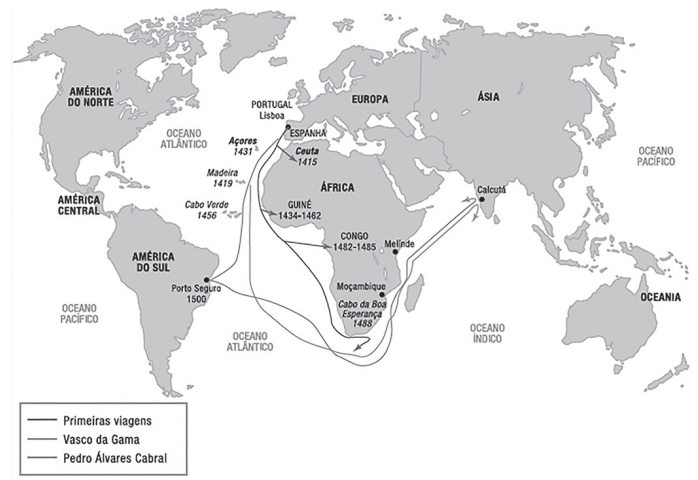 AMÉRICA
DO NORTE
OCEANO
ATLÂNTICO
PORTUGAL
Lisboa
ESPANHA
EUROPA
ÁSIA
OCEANO
PACÍFICO
Açores
1431
Ceuta
1415
Madeira
1419
ÁFRICA
Calcutá
AMÉRICA
CENTRAL
Cabo Verde
1456
GUINÉ
1434-1462
CONGO
1482-1485
Melinde
AMÉRICA
DO SUL
Porto Seguro
1500
Moçambique
Cabo da Boa
Esperança
1488
OCEANIA
OCEANO
PACÍFICO
OCEANO
ATLÂNTICO
OCEANO
ÍNDICO
Primeiras viagens
Vasco da Gama
Pedro Álvares Cabral